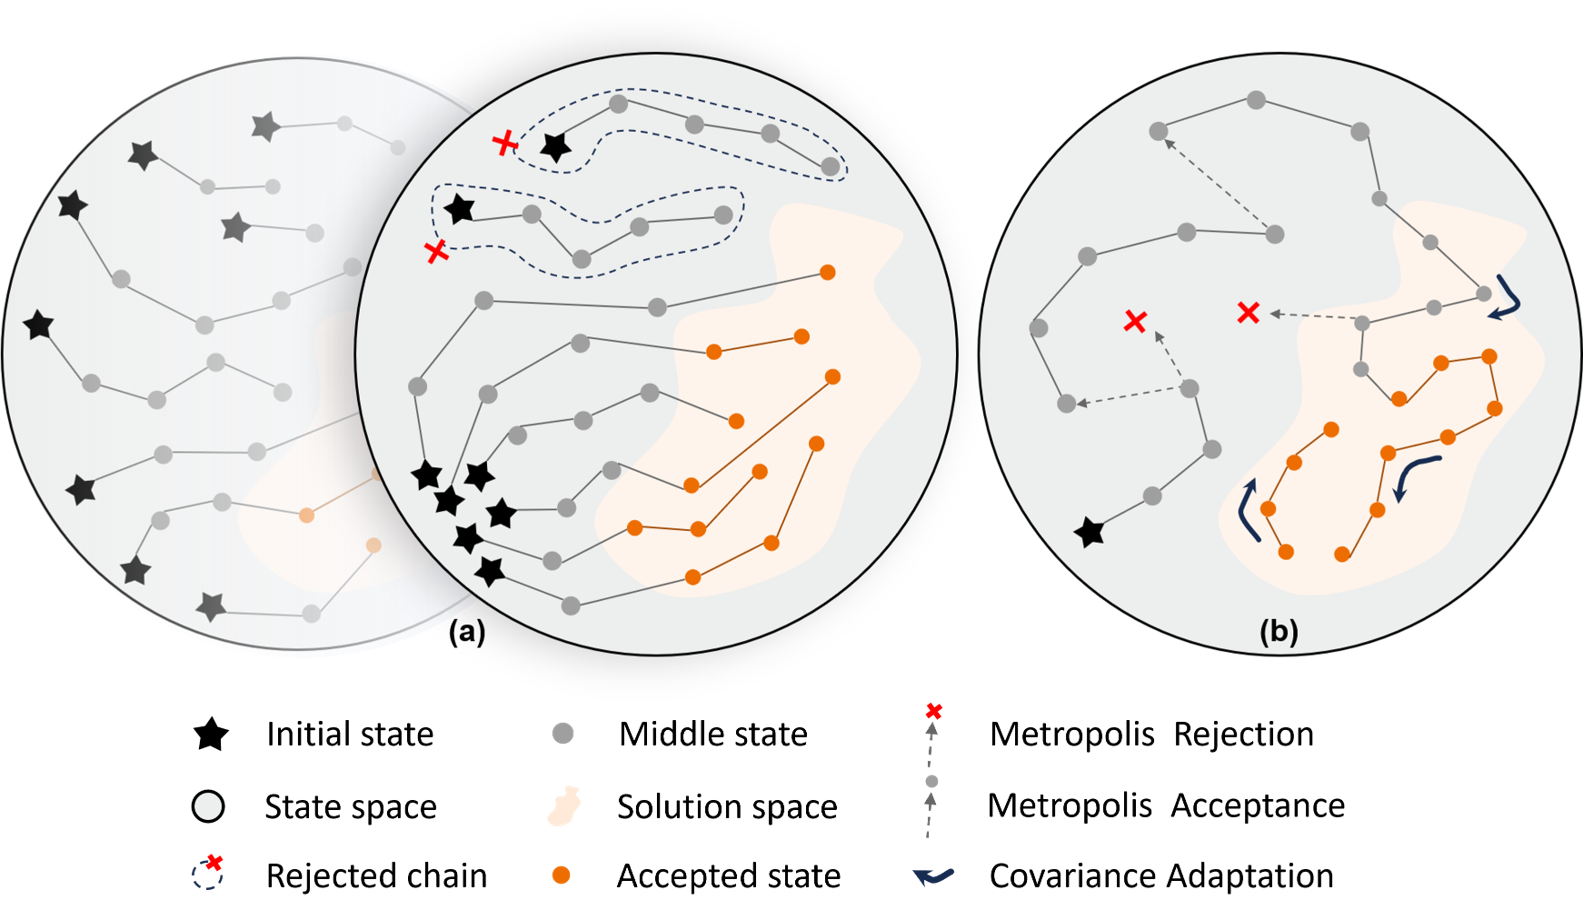 (a)
(b)
Initial state
Middle state
Metropolis Rejection
State space
Solution space
Metropolis Acceptance
Rejected chain
Accepted state
Covariance Adaptation